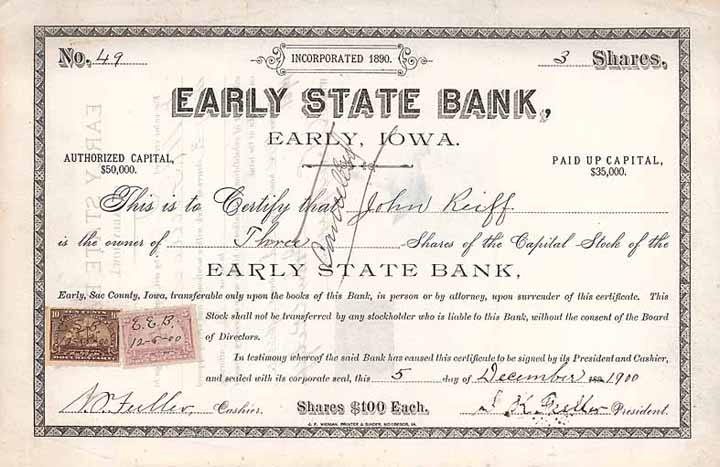 No. 49
INCORPORATED 1890.
3 Shares,
EARLY STATE BANK,
EARLY, IOWA.
AUTHORIZED CAPITAL,
$50,000.
PAID UP CAPITAL,
$35,000.
Cancelled
This is to Certify that John Reiff
is the owner of Three Shares of the Capital Stock of the
EARLY STATE BANK,
Early, Sac County, Iowa, transferable only upon the books of this Bank, in person or by attorney, upon surrender of this certificate. This
Stock shall not be transferred by any stockholder who is liable to this Bank, without the consent of the Board
of Directors.
In testimony whereof the said Bank has caused this certificate to be signed by its President and Cashier,
and sealed with its corporate seal, this 5 day of December 1900
10 TEN CENTS
E.E.B.
12-5-00
Fuller, Cashier.
Shares $100 Each.
Fuller President.